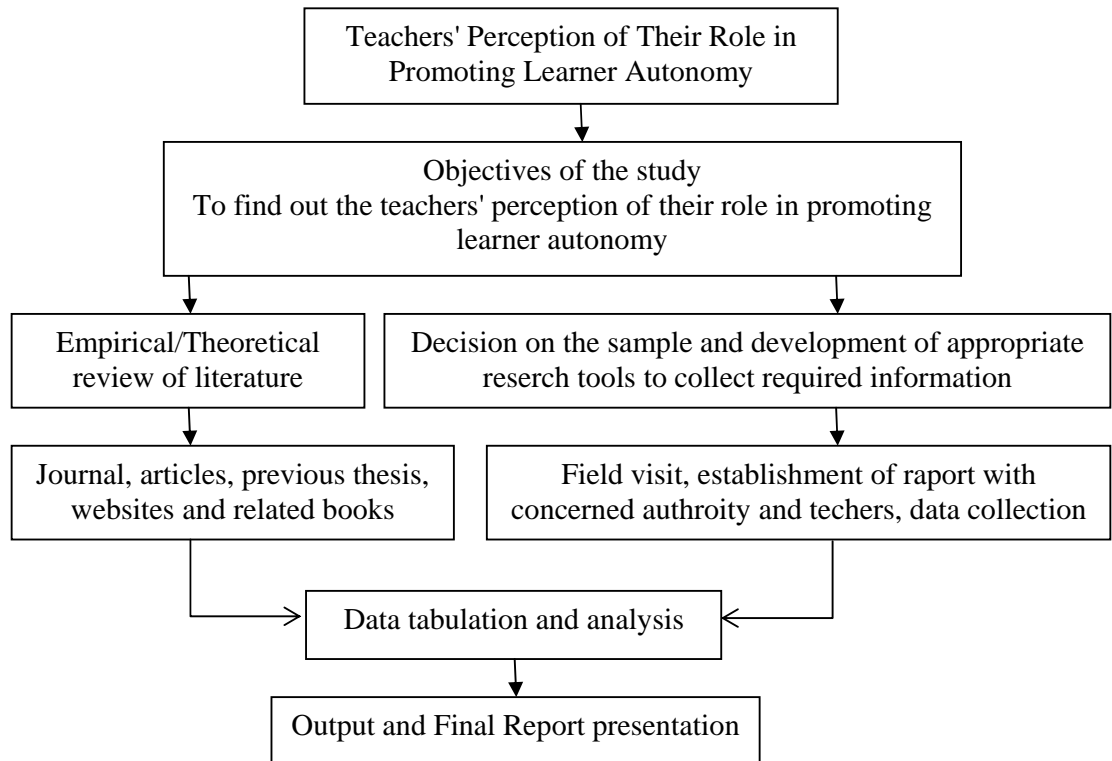 Teachers' Perception of Their Role in
Promoting Learner Autonomy
Objectives of the study
To find out the teachers' perception of their role in promoting
learner autonomy
Empirical/Theoretical
review of literature
Decision on the sample and development of appropriate
reserch tools to collect required information
Journal, articles, previous thesis,
websites and related books
Field visit, establishment of raport with
concerned authroity and techers, data collection
Data tabulation and analysis
Output and Final Report presentation